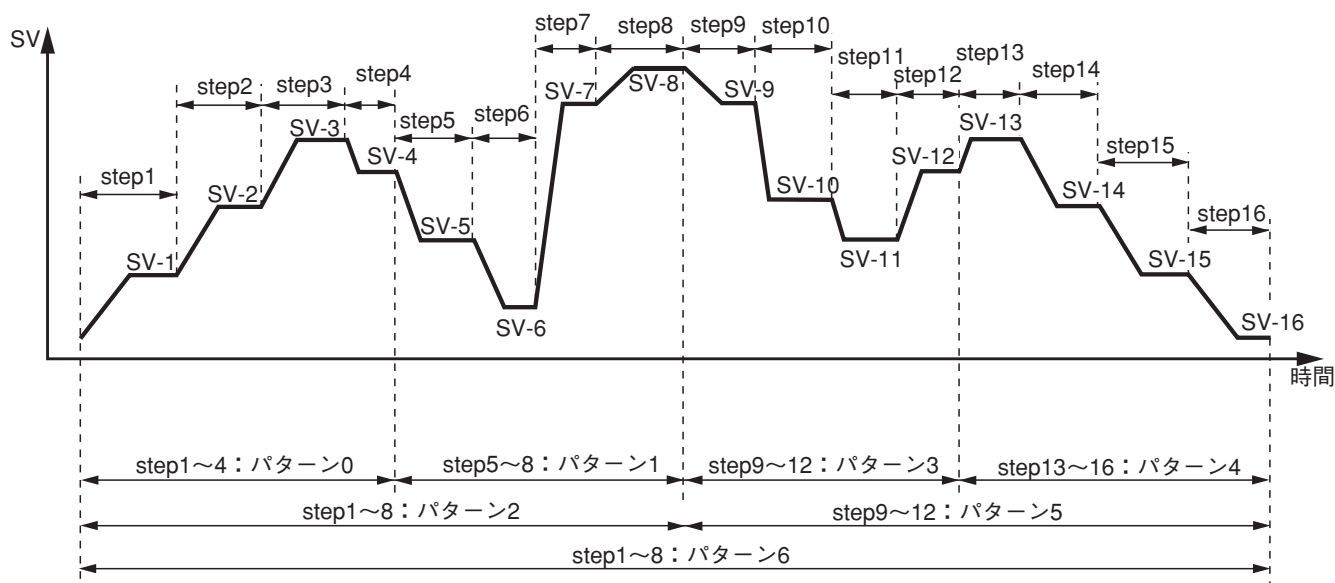 SV
step1
step2
step3
step4
step5
step6
step7
step8
step9
step10
step11
step12
step13
step14
step15
step16
SV-1
SV-2
SV-3
SV-4
SV-5
SV-6
SV-7
SV-8
SV-9
SV-10
SV-11
SV-12
SV-13
SV-14
SV-15
SV-16
時間
step1～4：パターン0
step5～8：パターン1
step9～12：パターン3
step13～16：パターン4
step1～8：パターン2
step9～12：パターン5
step1～8：パターン6